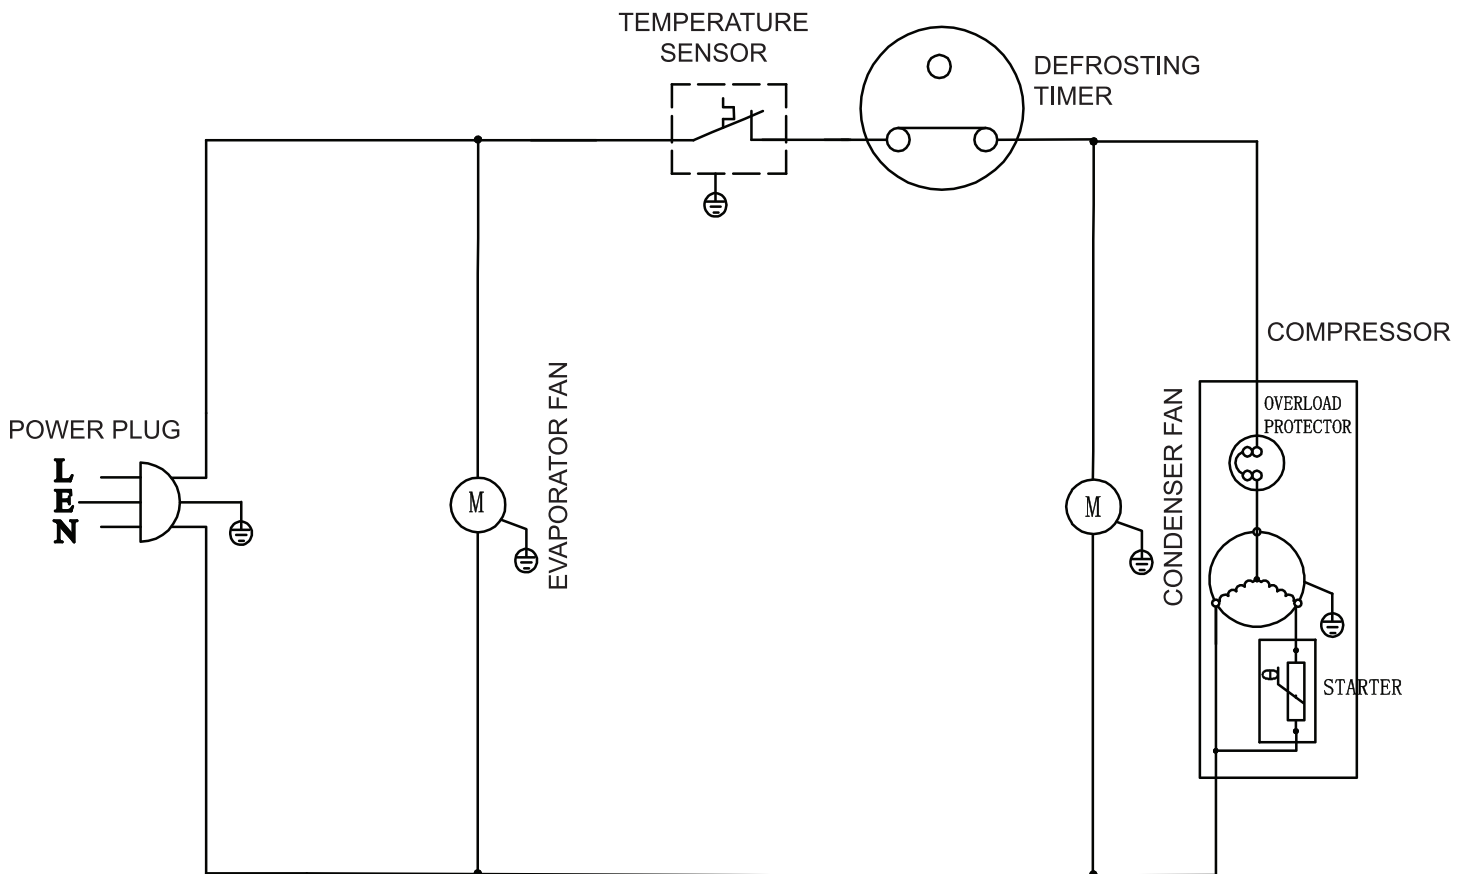 TEMPERATURE
SENSOR
DEFROSTING
TIMER
COMPRESSOR
OVERLOAD
PROTECTOR
POWER PLUG
L
E
N
M
EVAPORATOR FAN
M
CONDENSER FAN
STARTER